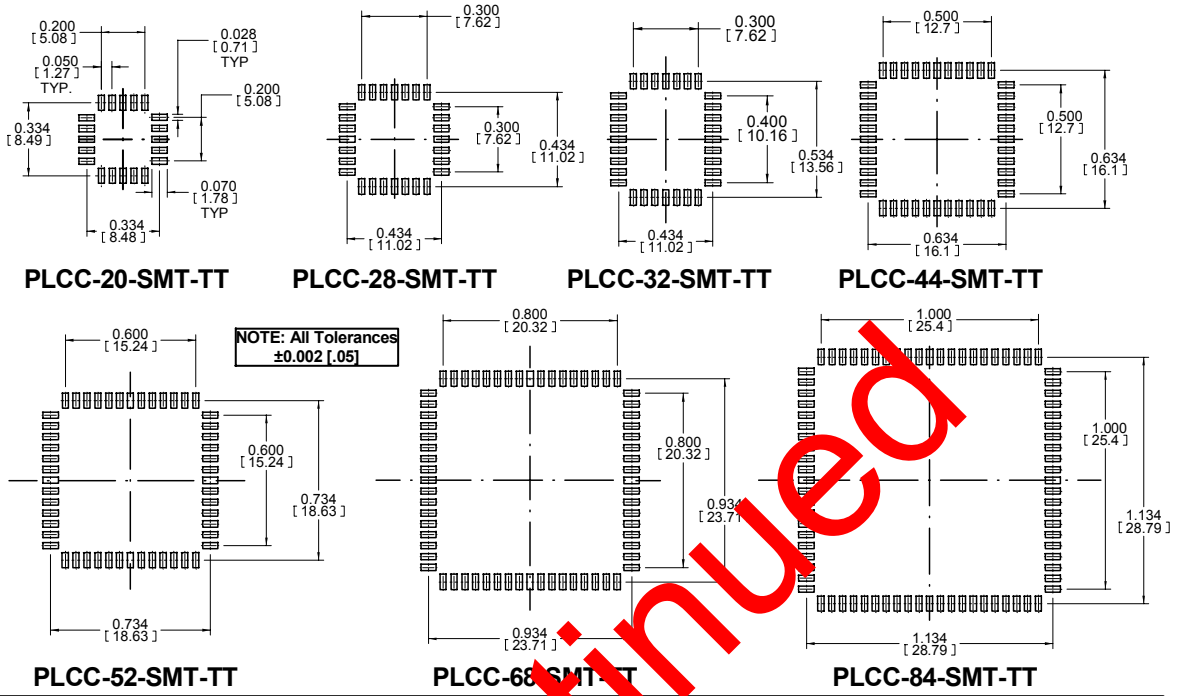 0.200
[ 5.08 ]
0.050
[ 1.27 ]
TYP.
0.028
[ 0.71 ]
TYP
0.200
[ 5.08 ]
0.334
[ 8.49 ]
0.070
[ 1.78 ]
TYP
0.334
[ 8.48 ]
PLCC-20-SMT-TT
0.300
[ 7.62 ]
0.300
[ 7.62 ]
0.434
[ 11.02 ]
0.434
[ 11.02 ]
PLCC-28-SMT-TT
0.300
[ 7.62 ]
0.400
[ 10.16 ]
0.534
[ 13.56 ]
0.434
[ 11.02 ]
PLCC-32-SMT-TT
0.500
[ 12.7 ]
0.500
[ 12.7 ]
0.634
[ 16.1 ]
0.634
[ 16.1 ]
PLCC-44-SMT-TT
0.600
[ 15.24 ]
NOTE: All Tolerances
±0.002 [.05]
0.600
[ 15.24 ]
0.734
[ 18.63 ]
0.734
[ 18.63 ]
PLCC-52-SMT-TT
0.800
[ 20.32 ]
0.800
[ 20.32 ]
0.934
[ 23.71
0.934
[ 23.71 ]
PLCC-68-SMT-TT
1.000
[ 25.4 ]
1.000
[ 25.4 ]
1.134
[ 28.79 ]
1.134
[ 28.79 ]
PLCC-84-SMT-TT
tinued